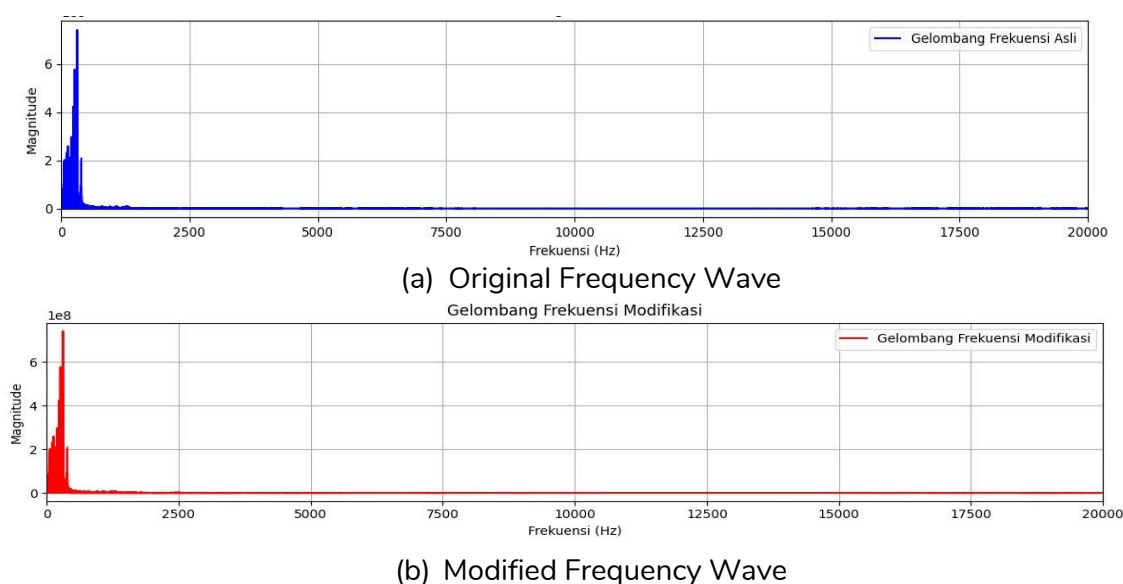 Gelombang Frekuensi Asli
6
4
2
0
Magnitude
0 2500 5000 7500 10000 12500 15000 17500 20000
Frekuensi (Hz)
(a) Original Frequency Wave
Gelombang Frekuensi Modifikasi
1e8
Gelombang Frekuensi Modifikasi
6
4
2
0
Magnitude
0 2500 5000 7500 10000 12500 15000 17500 20000
Frekuensi (Hz)
(b) Modified Frequency Wave